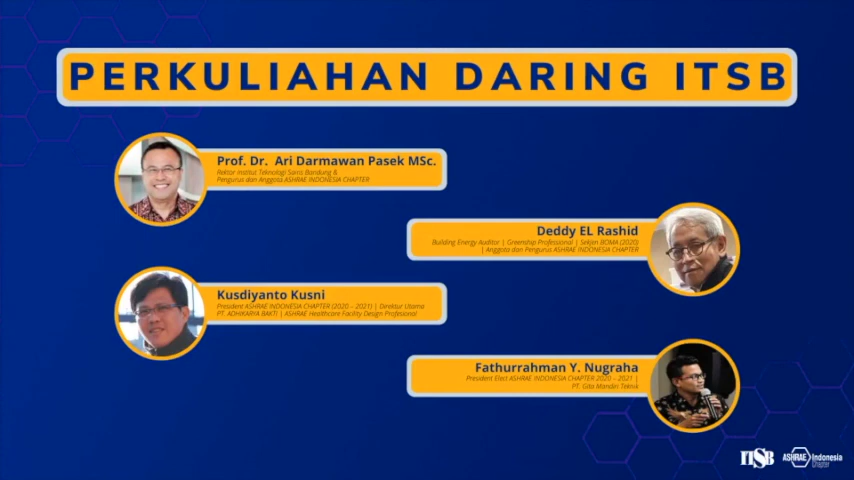 PERKULIAHAN DARING ITSB
Prof. Dr. Ari Darmawan Pasek MSc.
Rektor Institut Teknologi Sains Bandung &
Pengurus dan Anggota ASHRAE INDONESIA CHAPTER
Deddy EL Rashid
Building Energy Auditor | Greenship Professional | Sekjen BOMA (2020)
| Anggota dan Pengurus ASHRAE INDONESIA CHAPTER
Kusdiyanto Kusni
President ASHRAE INDONESIA CHAPTER (2020 – 2021) | Direktur Utama
PT. ADHIKARYA BAKTI | ASHRAE Healthcare Facility Design Profesional
Fathurrahman Y. Nugraha
President Elect ASHRAE INDONESIA CHAPTER 2020 – 2021 |
PT. Gita Mandiri Teknik
ITSB
ASHRAE Indonesia
Chapter